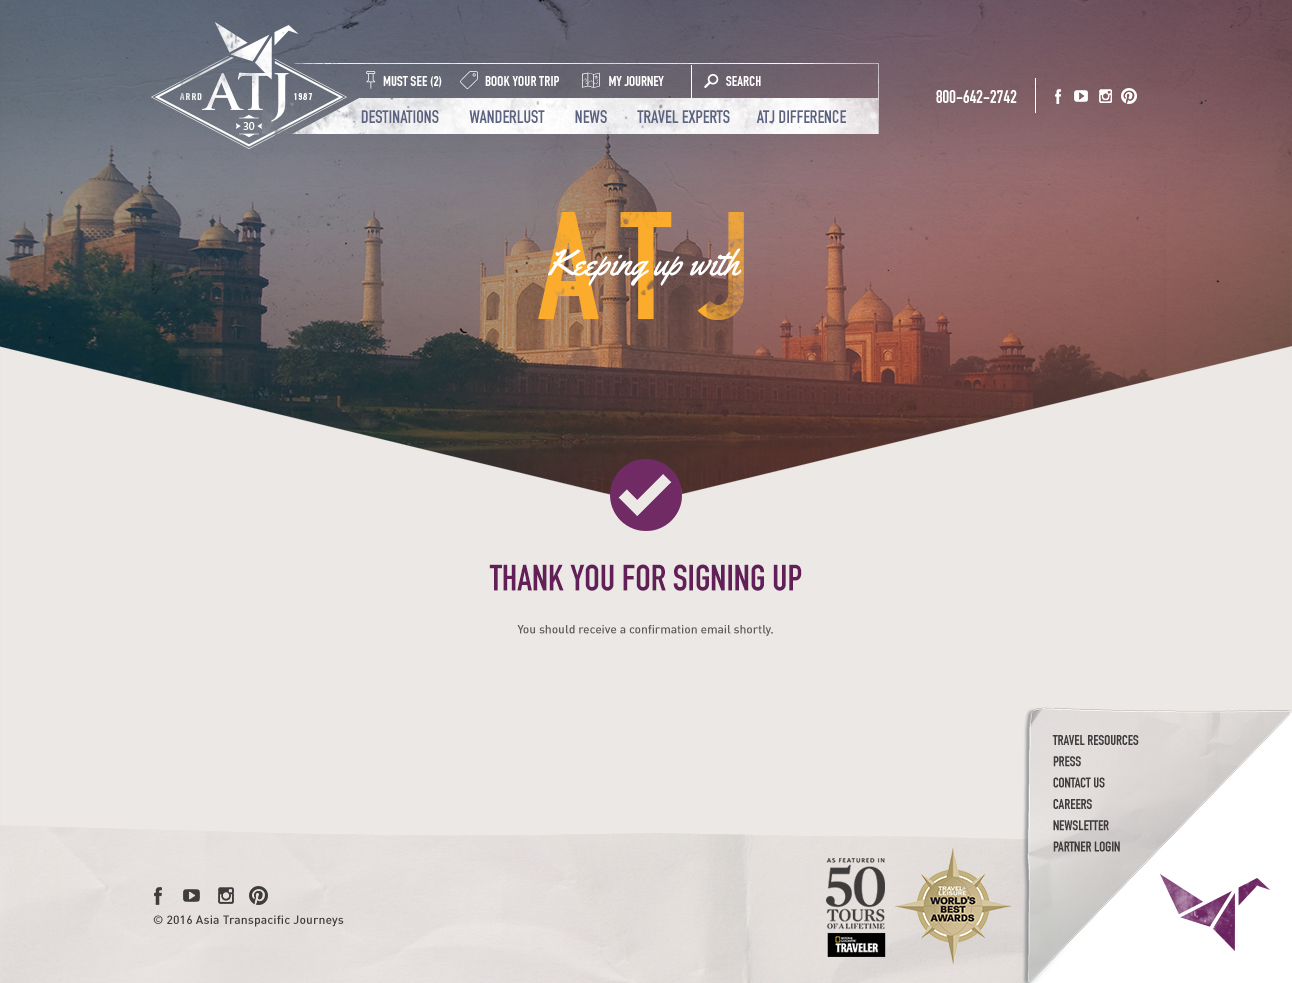 MUST SEE (2)
BOOK YOUR TRIP
MY JOURNEY
SEARCH
ARRD
ATJ
1987
30
800-642-2742
DESTINATIONS
WANDERLUST
NEWS
TRAVEL EXPERTS
ATJ DIFFERENCE
ATJ
Keeping up with
THANK YOU FOR SIGNING UP
You should receive a confirmation email shortly.
TRAVEL RESOURCES
PRESS
CONTACT US
CAREERS
NEWSLETTER
PARTNER LOGIN
© 2016 Asia Transpacific Journeys
AS FEATURED IN
50
TOURS
OF A LIFETIME
NATIONAL
GEOGRAPHIC
TRAVELER
TRAVEL+
LEISURE
WORLD'S
BEST
AWARDS